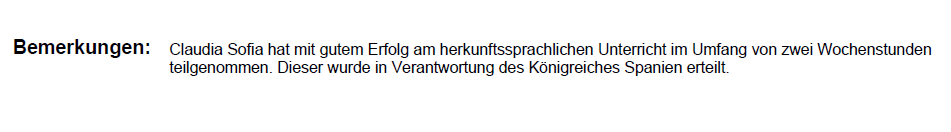 Bemerkungen: Claudia Sofia hat mit gutem Erfolg am herkunftssprachlichen Unterricht im Umfang von zwei Wochenstunden
teilgenommen. Dieser wurde in Verantwortung des Königreiches Spanien erteilt.